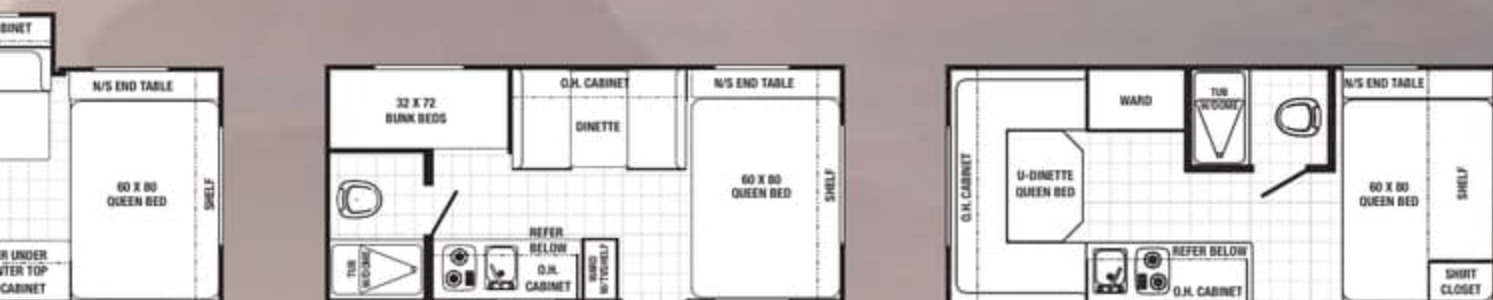 BINET
N/S END TABLE
60 X 80
QUEEN BED
SHELF
R UNDER
NTER TOP
CABINET
32 X 72
BUNK BEDS
O.H. CABINET
DINETTE
N/S END TABLE
60 X 80
QUEEN BED
SHELF
REFER
BELOW
O.H.
CABINET
WARD
W/TV SHELF
TUB
W/DOME
O.H. CABINET
WARD
TUB
W/DOME
U-DINETTE
QUEEN BED
N/S END TABLE
60 X 80
QUEEN BED
SHELF
REFER BELOW
O.H. CABINET
SHIRT
CLOSET